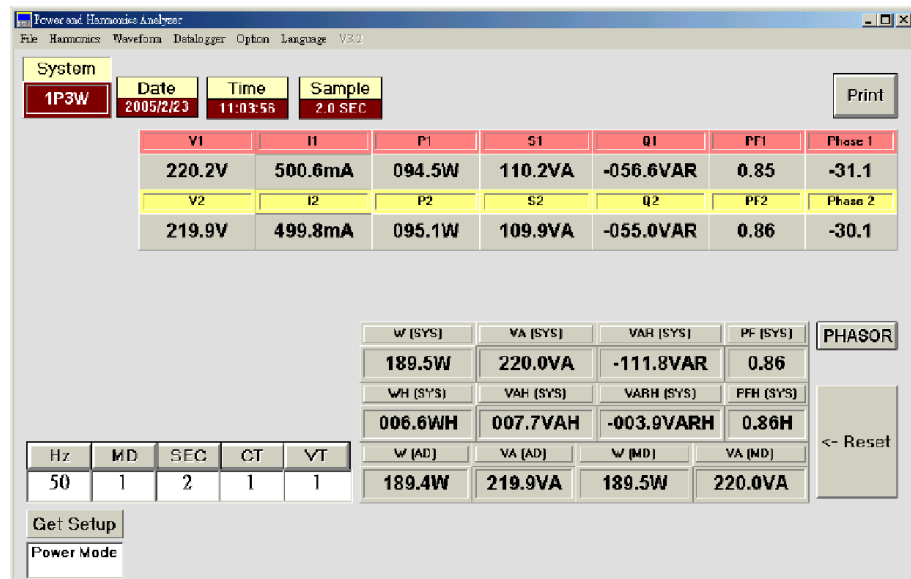 Power and Harmonics Analyser
File Harmonics Waveform Datalogger Option Language V3.2
System
1P3W
Date Time Sample
2005/2/23 11:03:56 2.0 SEC
Print
V1 I1 P1 S1 Q1 PF1 Phase 1
220.2V 500.6mA 094.5W 110.2VA -056.6VAR 0.85 -31.1
V2 I2 P2 S2 Q2 PF2 Phase 2
219.9V 499.8mA 095.1W 109.9VA -055.0VAR 0.86 -30.1
W (SYS) VA (SYS) VAR (SYS) PF (SYS) PHASOR
189.5W 220.0VA -111.8VAR 0.86
WH (SYS) VAH (SYS) VARH (SYS) PFH (SYS)
006.6WH 007.7VAH -003.9VARH 0.86H
<- Reset
Hz MD SEC CT VT W (AD) VA (AD) W (MD) VA (MD)
50 1 2 1 1 189.4W 219.9VA 189.5W 220.0VA
Get Setup
Power Mode